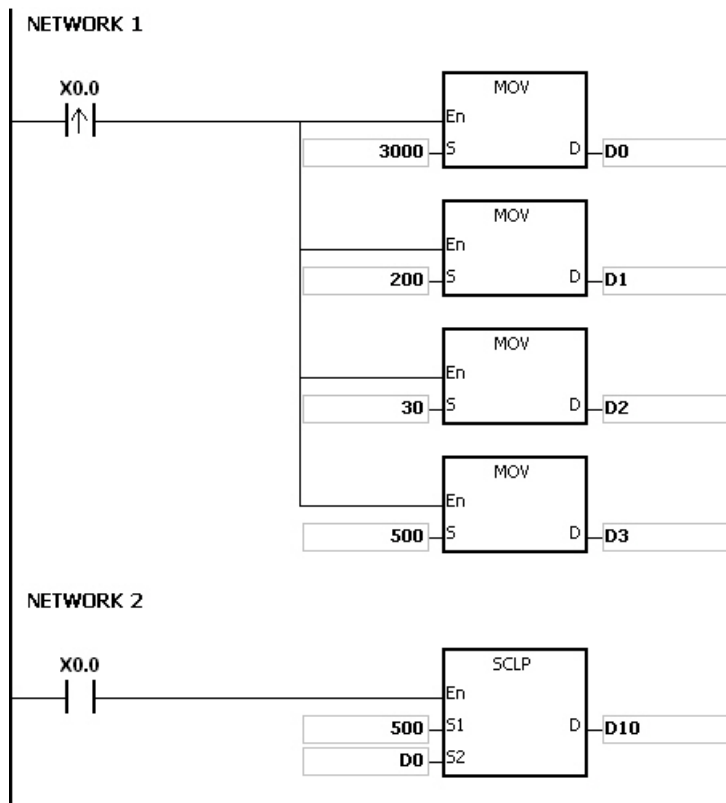 NETWORK 1
X0.0
MOV
En
3000 S D D0
MOV
En
200 S D D1
MOV
En
30 S D D2
MOV
En
500 S D D3
NETWORK 2
X0.0
SCLP
En
500 S1 D D10
D0 S2